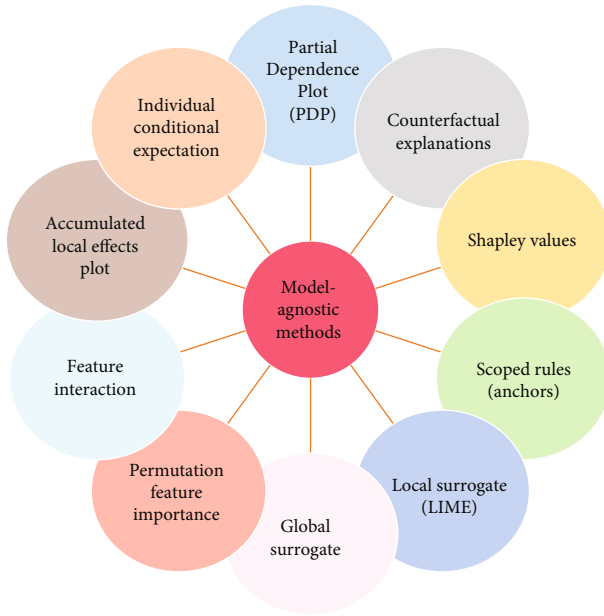 Partial
Dependence
Plot
(PDP)
Counterfactual
explanations
Shapley values
Scoped rules
(anchors)
Local surrogate
(LIME)
Global
surrogate
Permutation
feature
importance
Feature
interaction
Accumulated
local effects
plot
Individual
conditional
expectation
Model-
agnostic
methods